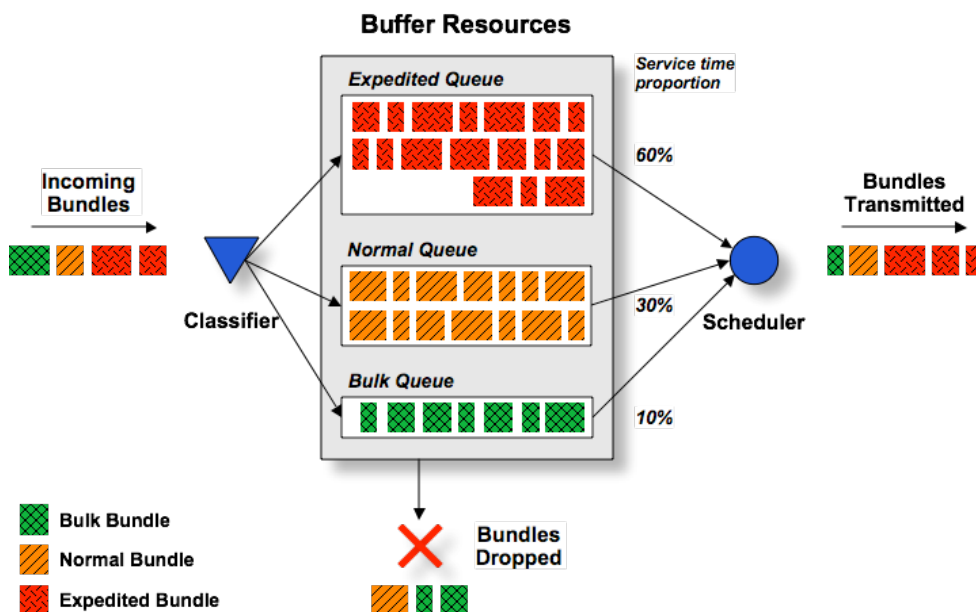 Buffer Resources
Service time
proportion
Expedited Queue
60%
Incoming
Bundles
Bundles
Transmitted
Normal Queue
Classifier
30%
Scheduler
Bulk Queue
10%
Bulk Bundle
Normal Bundle
Expedited Bundle
Bundles
Dropped